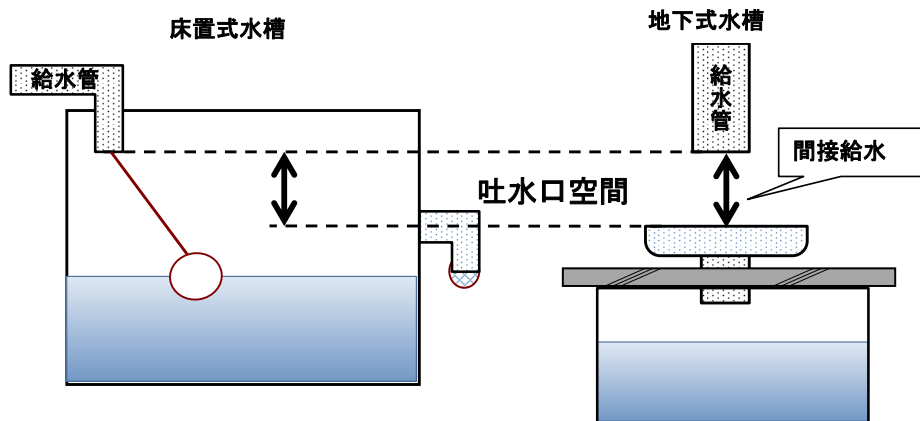 床置式水槽
地下式水槽
給水管
給水管
間接給水
吐水口空間